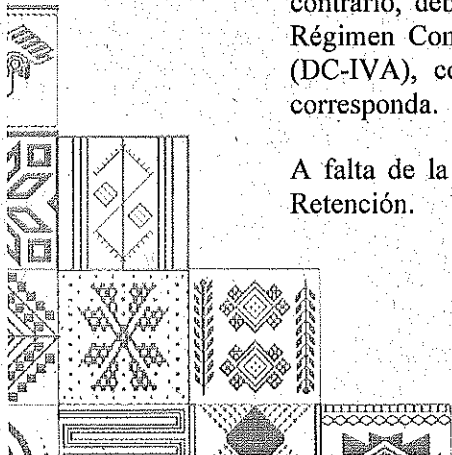 contrario, deb
Régimen Con
(DC-IVA), co
corresponda.
A falta de la
Retención.